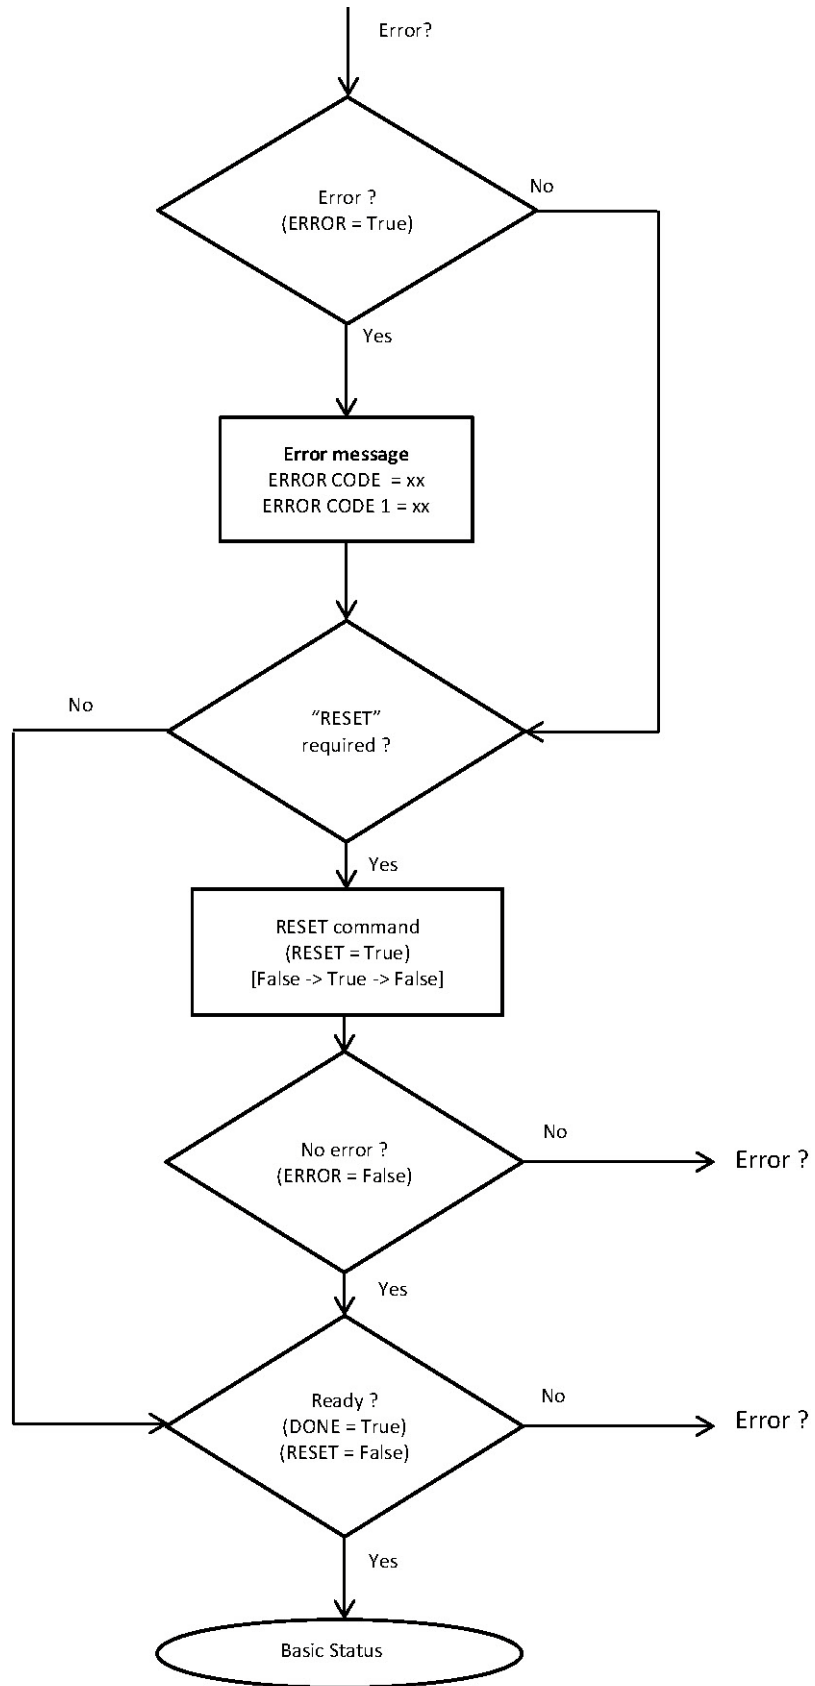 Error?
Error ?
(ERROR = True)
No
Yes
Error message
ERROR CODE = xx
ERROR CODE 1 = xx
No
“RESET”
required ?
Yes
RESET command
(RESET = True)
[False -> True -> False]
No error ?
(ERROR = False)
No
Error ?
Yes
Ready ?
(DONE = True)
(RESET = False)
No
Error ?
Yes
Basic Status